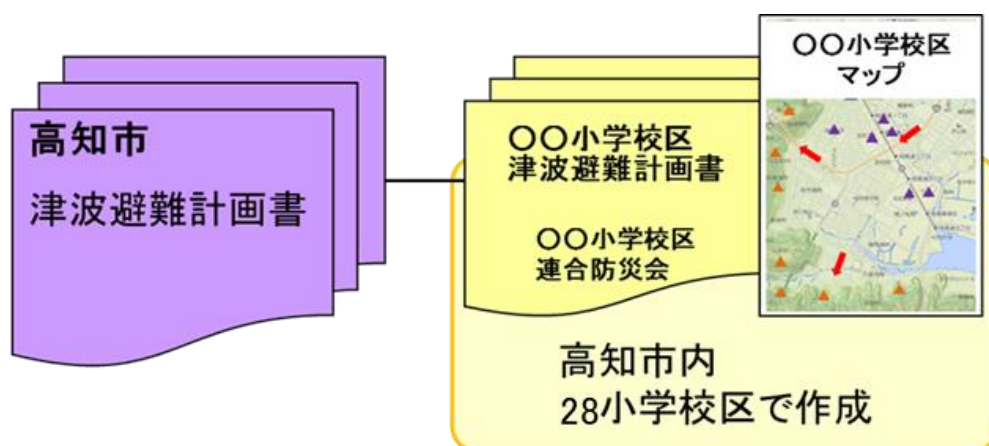 高知市
津波避難計画書
〇〇小学校区
津波避難計画書
〇〇小学校区
連合防災会
〇〇小学校区
マップ
高知市内
28小学校区で作成